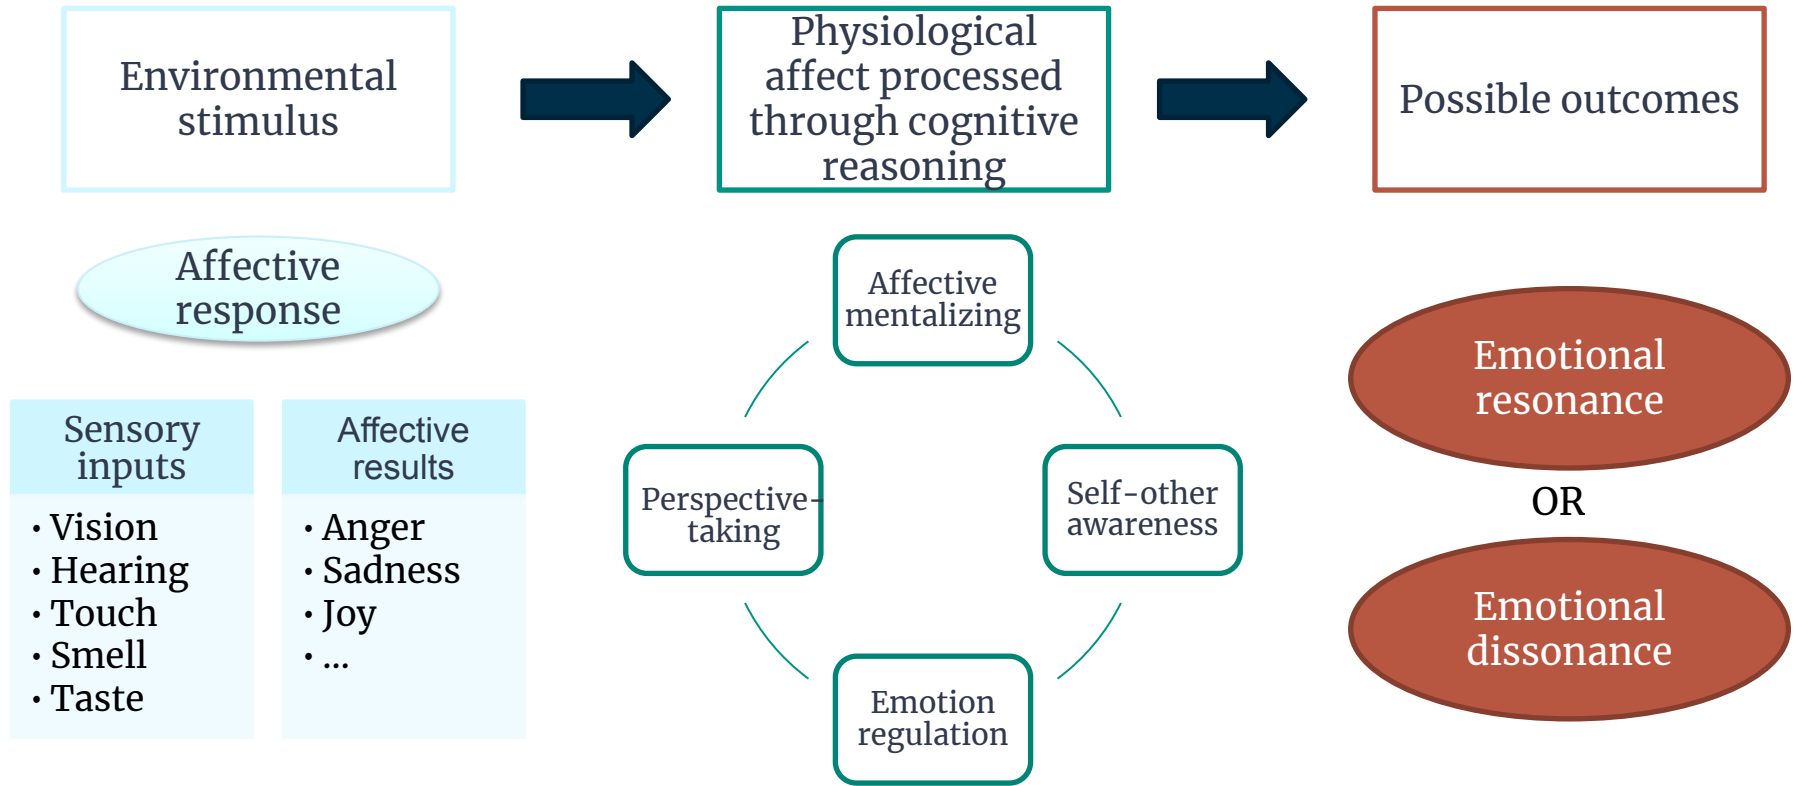 Environmental
stimulus
Physiological
affect processed
through cognitive
reasoning
Possible outcomes
Affective
response
Sensory
inputs
• Vision
• Hearing
• Touch
• Smell
• Taste
Affective
results
• Anger
• Sadness
• Joy
• ...
Affective
mentalizing
Perspective-
taking
Self-other
awareness
Emotion
regulation
Emotional
resonance
OR
Emotional
dissonance